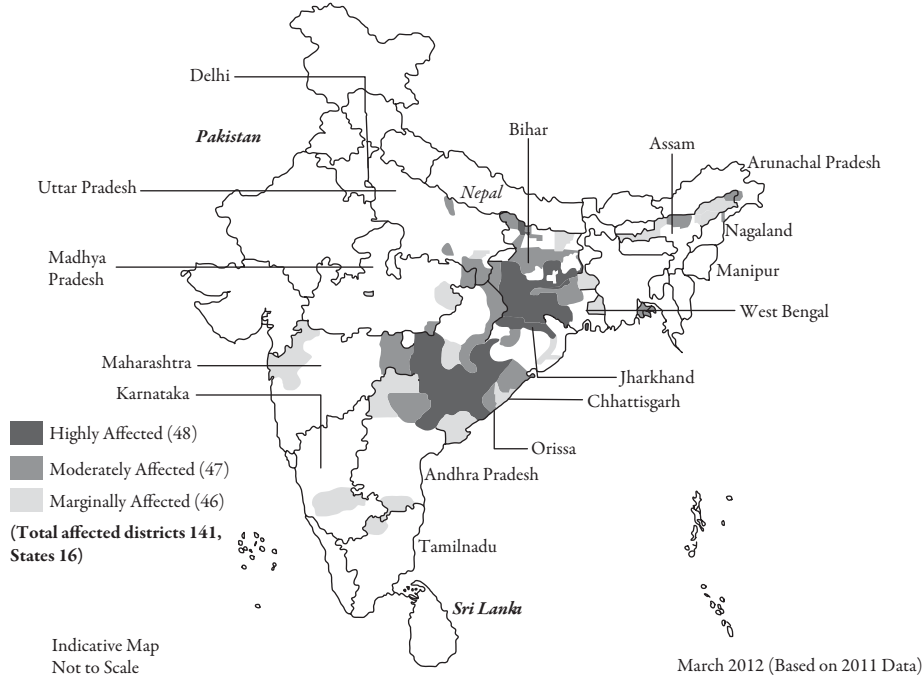 Delhi
Pakistan
Bihar
Assam
Arunachal Pradesh
Uttar Pradesh
Nepal
Nagaland
Madhya
Pradesh
Manipur
West Bengal
Maharashtra
Jharkhand
Karnataka
Chhattisgarh
Highly Affected (48)
Orissa
Moderately Affected (47)
Andhra Pradesh
Marginally Affected (46)
(Total affected districts 141,
States 16)
Tamilnadu
Sri Lanka
Indicative Map
Not to Scale
March 2012 (Based on 2011 Data)